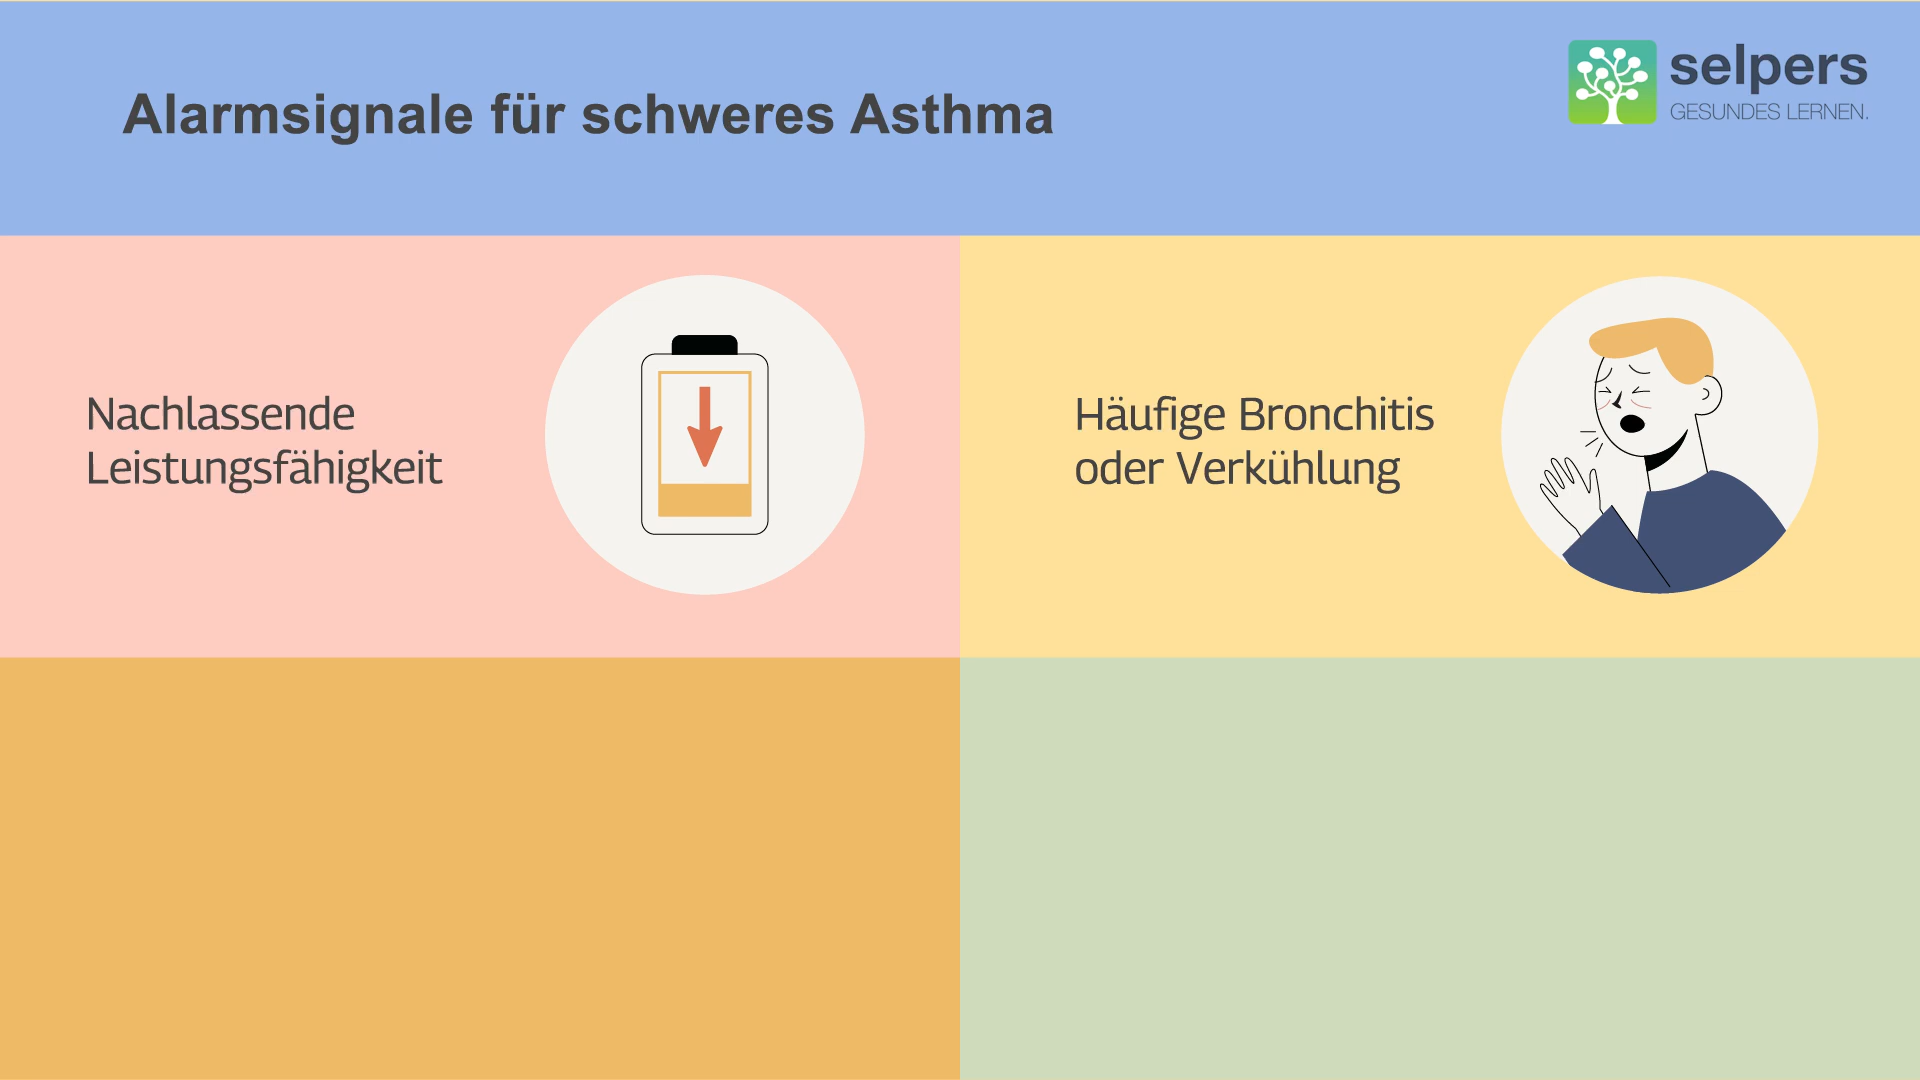 Alarmsignale für schweres Asthma
selpers
GESUNDES LERNEN.
Nachlassende
Leistungsfähigkeit
Häufige Bronchitis
oder Verkühlung